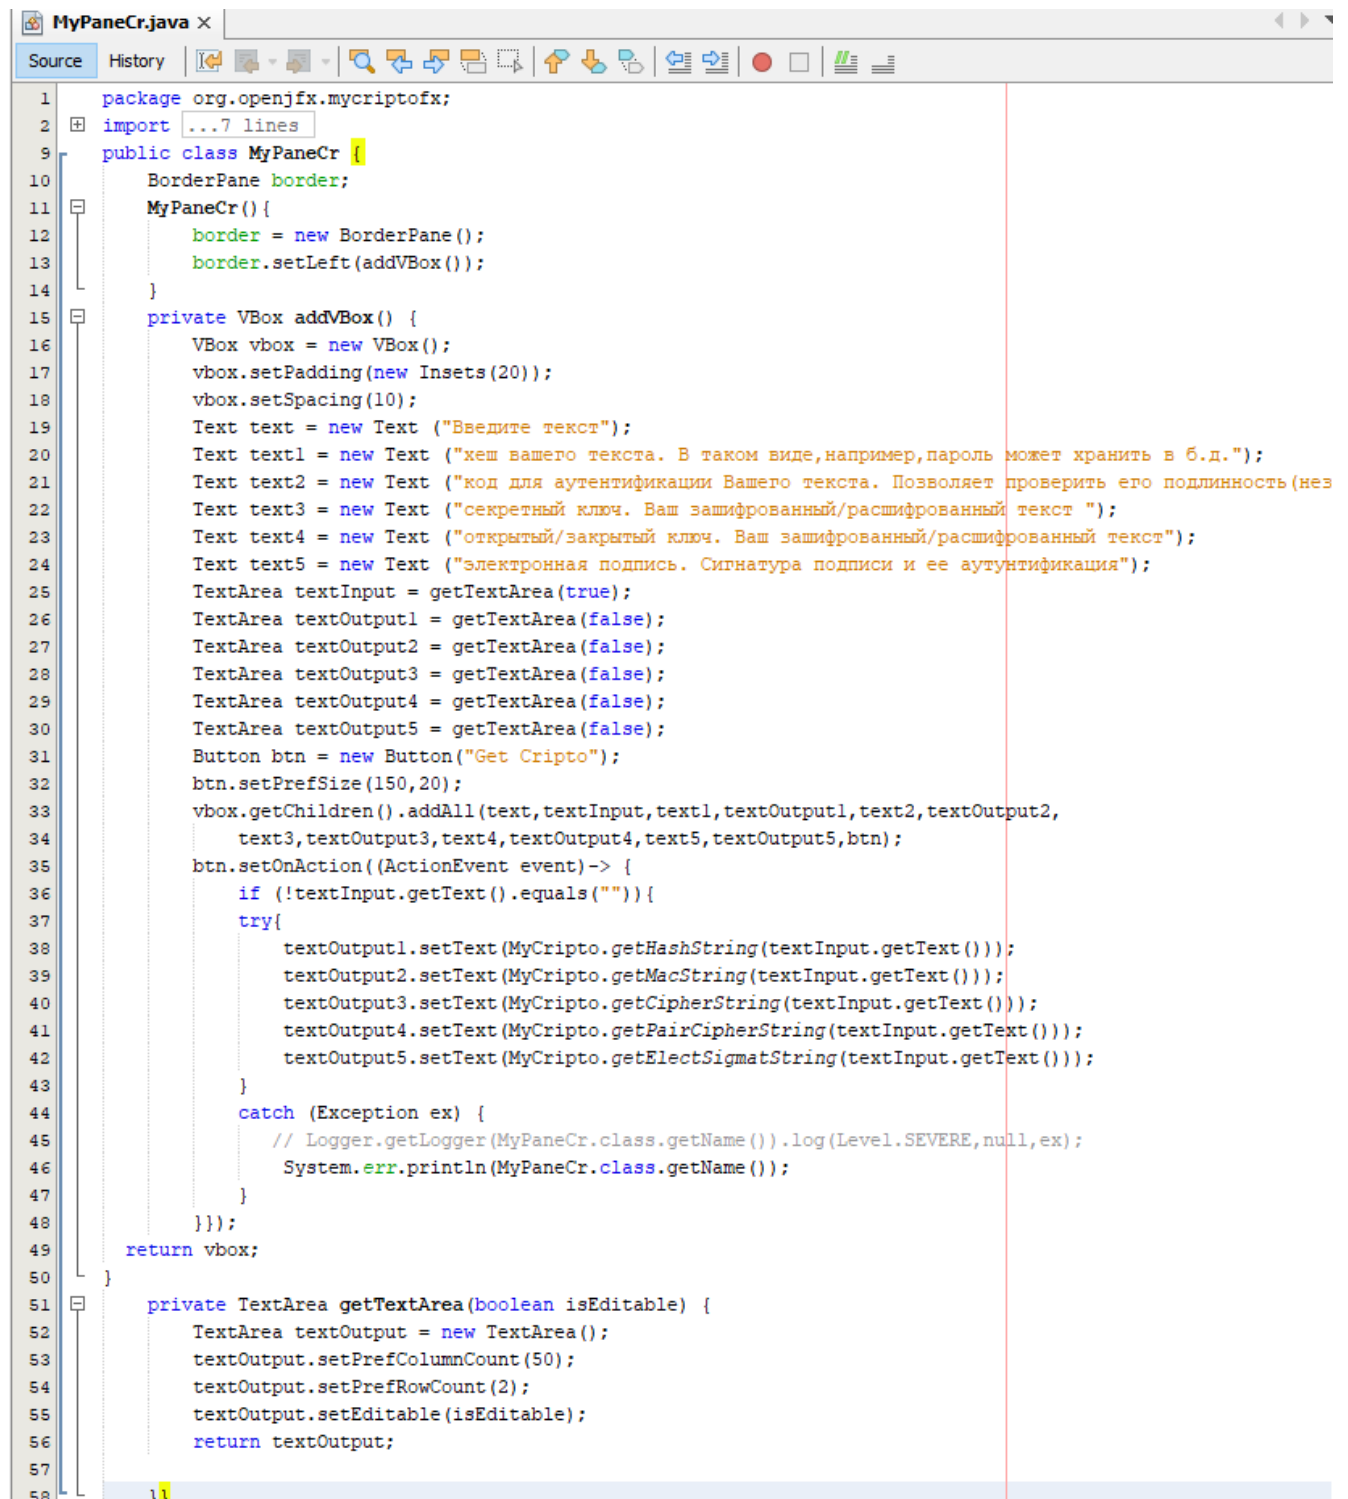 MyPaneCr.java ×
Source History
1 package org.openjfx.mycriptofx;
2 import ...7 lines
9 public class MyPaneCr {
10 BorderPane border;
11 MyPaneCr(){
12 border = new BorderPane();
13 border.setLeft(addVBox());
14 }
15 private VBox addVBox() {
16 VBox vbox = new VBox();
17 vbox.setPadding(new Insets(20));
18 vbox.setSpacing(10);
19 Text text = new Text ("Введите текст");
20 Text text1 = new Text ("хеш вашего текста. В таком виде,например,пароль может хранить в б.д.");
21 Text text2 = new Text ("код для аутентификации Вашего текста. Позволяет проверить его подлинность(нез
22 Text text3 = new Text ("секретный ключ. Ваш зашифрованный/расшифрованный текст ");
23 Text text4 = new Text ("открытый/закрытый ключ. Ваш зашифрованный/расшифрованный текст");
24 Text text5 = new Text ("электронная подпись. Сигнатура подписи и ее аутунтификация");
25 TextArea textInput = getTextArea(true);
26 TextArea textOutput1 = getTextArea(false);
27 TextArea textOutput2 = getTextArea(false);
28 TextArea textOutput3 = getTextArea(false);
29 TextArea textOutput4 = getTextArea(false);
30 TextArea textOutput5 = getTextArea(false);
31 Button btn = new Button("Get Cripto");
32 btn.setPrefSize(150,20);
33 vbox.getChildren().addAll(text,textInput,text1,textOutput1,text2,textOutput2,
34 text3,textOutput3,text4,textOutput4,text5,textOutput5,btn);
35 btn.setOnAction((ActionEvent event)-> {
36 if (!textInput.getText().equals("")){
37 try{
38 textOutput1.setText(MyCripto.getHashString(textInput.getText()));
39 textOutput2.setText(MyCripto.getMacString(textInput.getText()));
40 textOutput3.setText(MyCripto.getCipherString(textInput.getText()));
41 textOutput4.setText(MyCripto.getPairCipherString(textInput.getText()));
42 textOutput5.setText(MyCripto.getElectSigmatString(textInput.getText()));
43 }
44 catch (Exception ex) {
45 // Logger.getLogger(MyPaneCr.class.getName()).log(Level.SEVERE,null,ex);
46 System.err.println(MyPaneCr.class.getName());
47 }
48 }});
49 return vbox;
50 }
51 private TextArea getTextArea(boolean isEditable) {
52 TextArea textOutput = new TextArea();
53 textOutput.setPrefColumnCount(50);
54 textOutput.setPrefRowCount(2);
55 textOutput.setEditable(isEditable);
56 return textOutput;
57
58 }}